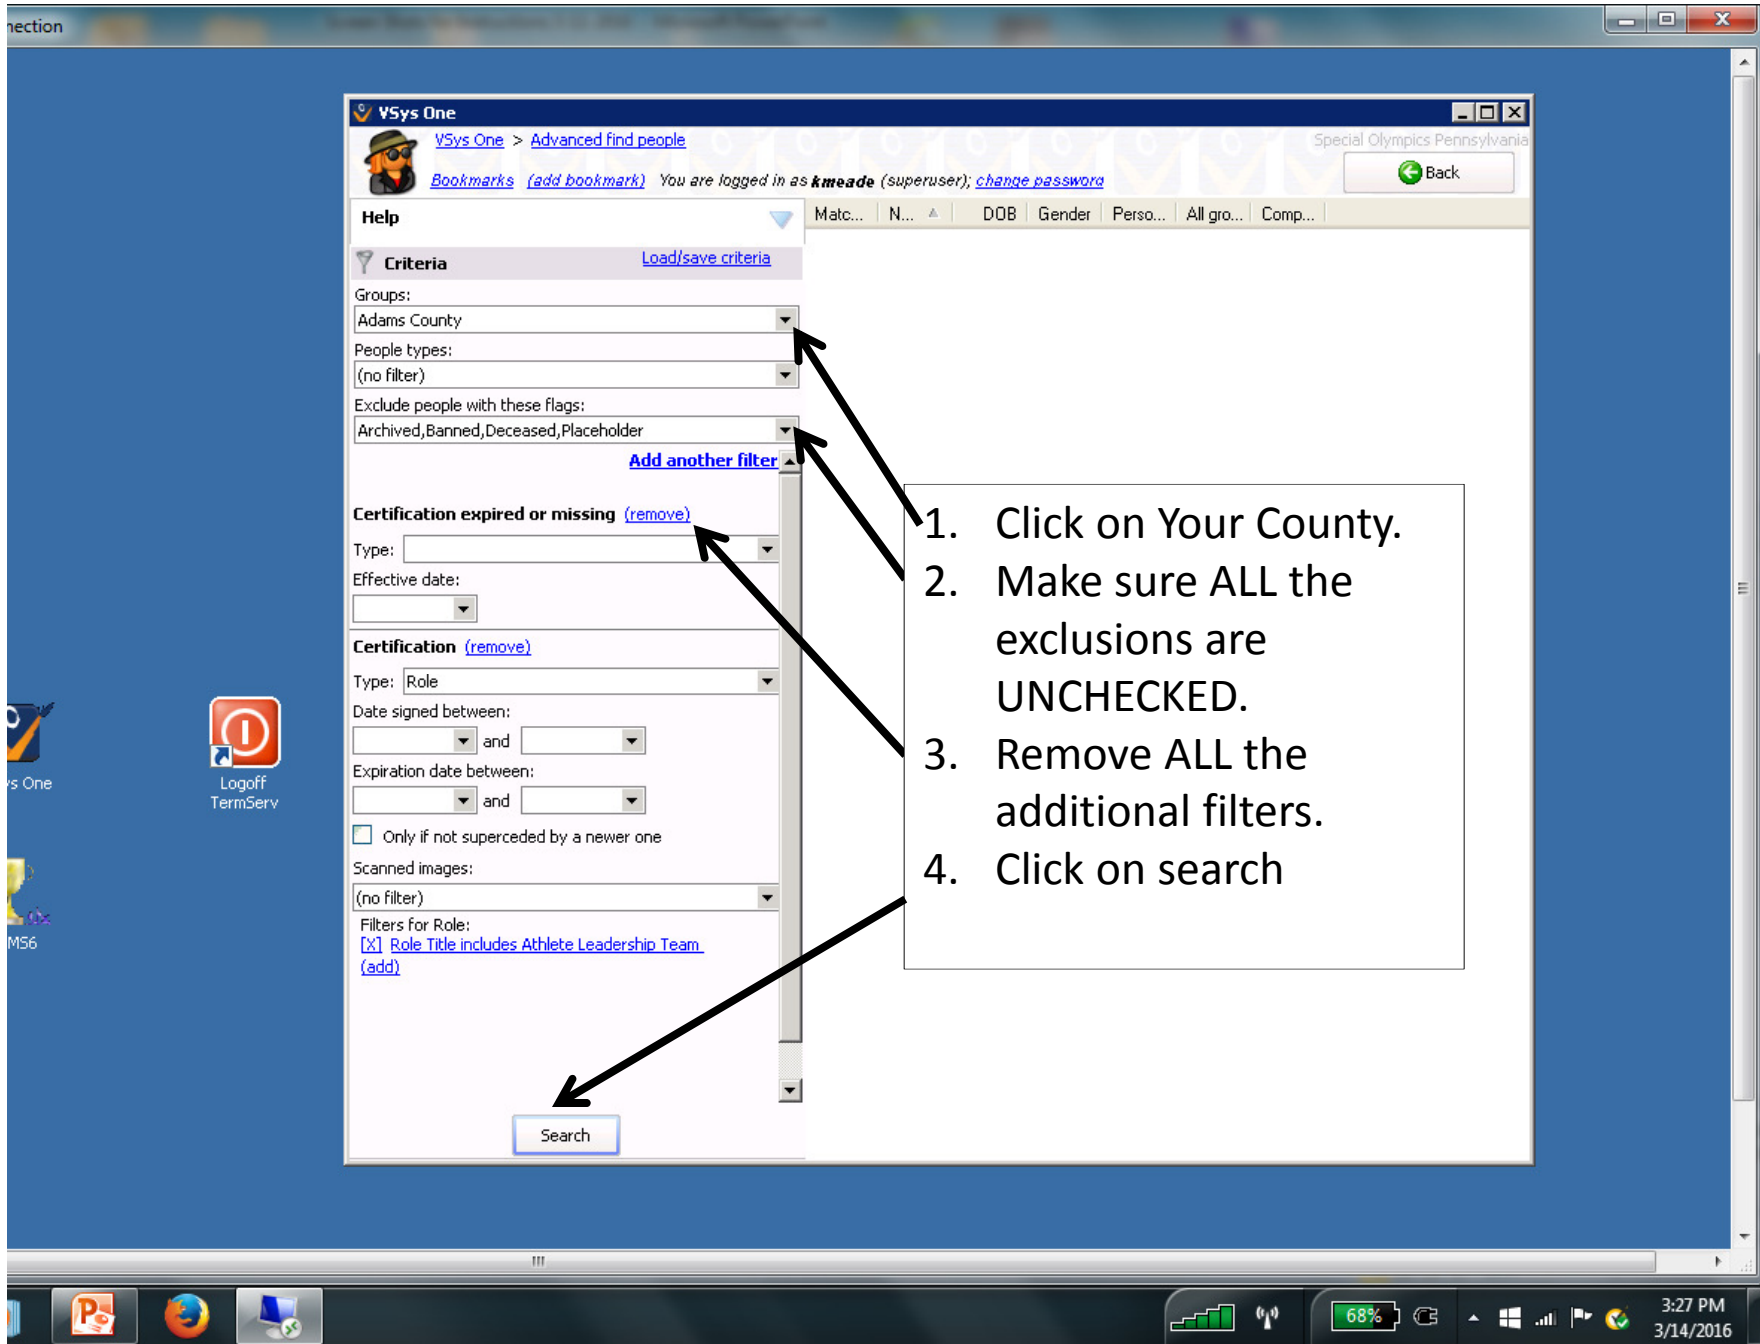 nection
VSys One
VSys One > Advanced find people
Special Olympics Pennsylvania
Bookmarks (add bookmark) You are logged in as kmeade (superuser); change password
Back
Help
Matc... N... DOB Gender Perso... All gro... Comp...
Criteria
Load/save criteria
Groups:
Adams County
People types:
(no filter)
Exclude people with these flags:
Archived,Banned,Deceased,Placeholder
Add another filter
Certification expired or missing (remove)
Type:
Effective date:
Certification (remove)
Type: Role
Date signed between:
and
Expiration date between:
and
Only if not superceded by a newer one
Scanned images:
(no filter)
Filters for Role:
[X] Role Title includes Athlete Leadership Team
(add)
Search
1. Click on Your County.
2. Make sure ALL the
exclusions are
UNCHECKED.
3. Remove ALL the
additional filters.
4. Click on search
ys One
Logoff
TermServ
MS6
68%
3:27 PM
3/14/2016